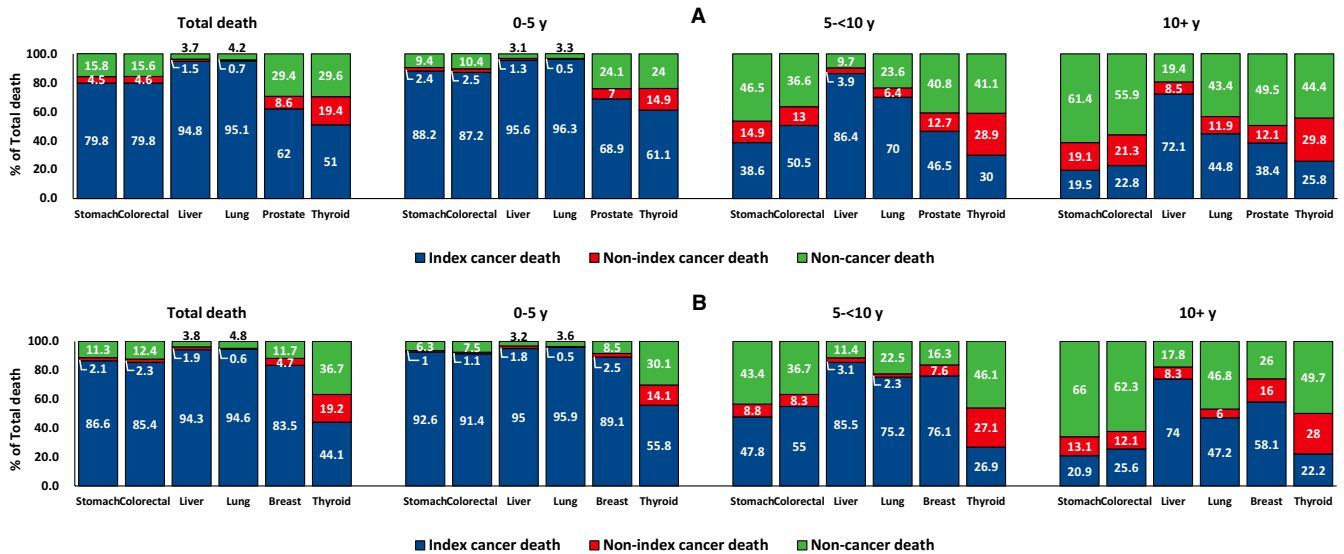 A
Total death 0-5 y 5-<10 y 10+ y
% of Total death
100.0
80.0
60.0
40.0
20.0
0.0
3.7 4.2 3.1 3.3
15.8 15.6 29.4 29.6 9.4 10.4 24.1 24 46.5 36.6 9.7 23.6 40.8 41.1 61.4 55.9 19.4 43.4 49.5 44.4
4.5 4.6 1.5 0.7 8.6 19.4 2.4 2.5 1.3 0.5 7 14.9 14.9 13 3.9 6.4 12.7 28.9 19.1 21.3 8.5 11.9 12.1 29.8
79.8 79.8 94.8 95.1 62 51 88.2 87.2 95.6 96.3 68.9 61.1 38.6 50.5 86.4 70 46.5 30 19.5 22.8 72.1 44.8 38.4 25.8
Stomach Colorectal Liver Lung Prostate Thyroid Stomach Colorectal Liver Lung Prostate Thyroid Stomach Colorectal Liver Lung Prostate Thyroid Stomach Colorectal Liver Lung Prostate Thyroid
Index cancer death Non-index cancer death Non-cancer death
B
Total death 0-5 y 5-<10 y 10+ y
% of Total death
100.0
80.0
60.0
40.0
20.0
0.0
3.8 4.8 3.2 3.6
11.3 12.4 11.7 36.7 6.3 7.5 8.5 30.1 43.4 36.7 11.4 22.5 16.3 46.1 66 62.3 17.8 46.8 26 49.7
2.1 2.3 1.9 0.6 4.7 19.2 1 1.1 1.8 0.5 2.5 14.1 8.8 8.3 3.1 2.3 7.6 27.1 13.1 12.1 8.3 6 16 28
86.6 85.4 94.3 94.6 83.5 44.1 92.6 91.4 95 95.9 89.1 55.8 47.8 55 85.5 75.2 76.1 26.9 20.9 25.6 74 47.2 58.1 22.2
Stomach Colorectal Liver Lung Breast Thyroid Stomach Colorectal Liver Lung Breast Thyroid Stomach Colorectal Liver Lung Breast Thyroid Stomach Colorectal Liver Lung Breast Thyroid
Index cancer death Non-index cancer death Non-cancer death